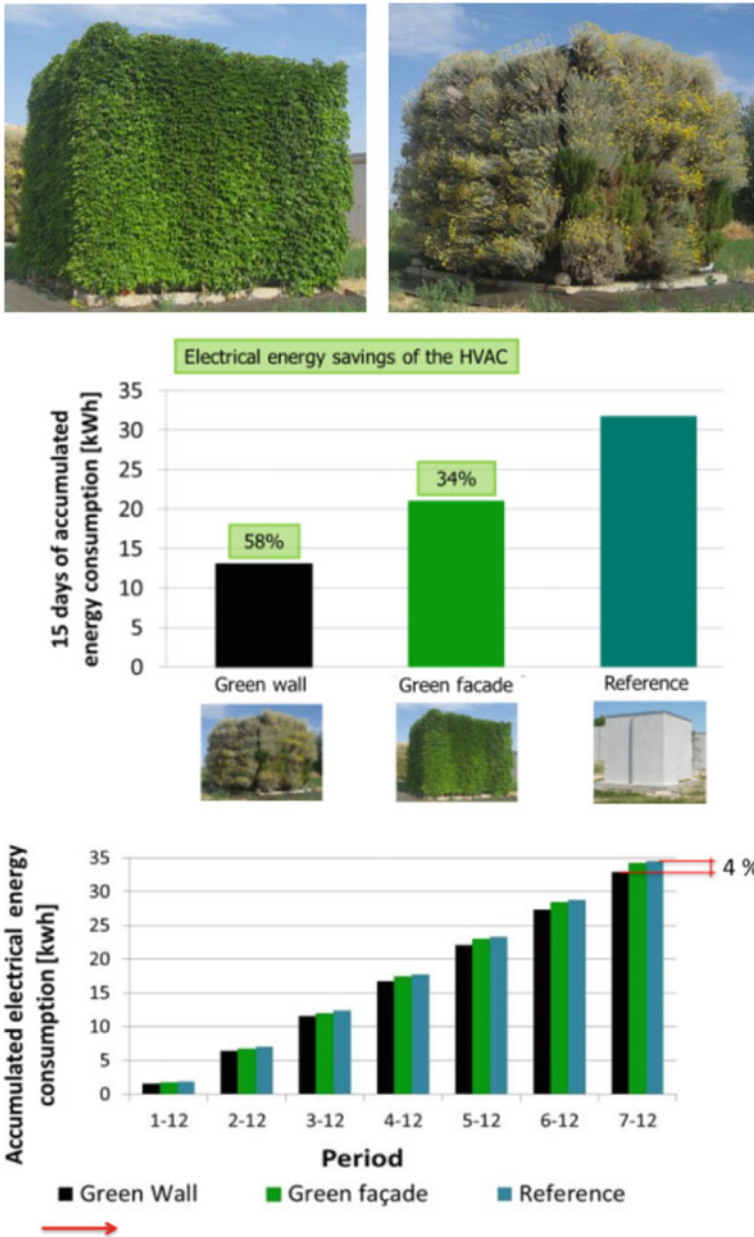 Electrical energy savings of the HVAC
15 days of accumulated
energy consumption [kWh]
35
30
25
20
15
10
5
0
58%
34%
Green wall
Green facade
Reference
Accumulated electrical energy
consumption [kwh]
35
30
25
20
15
10
5
0
4 %
1-12
2-12
3-12
4-12
5-12
6-12
7-12
Period
Green Wall
Green façade
Reference